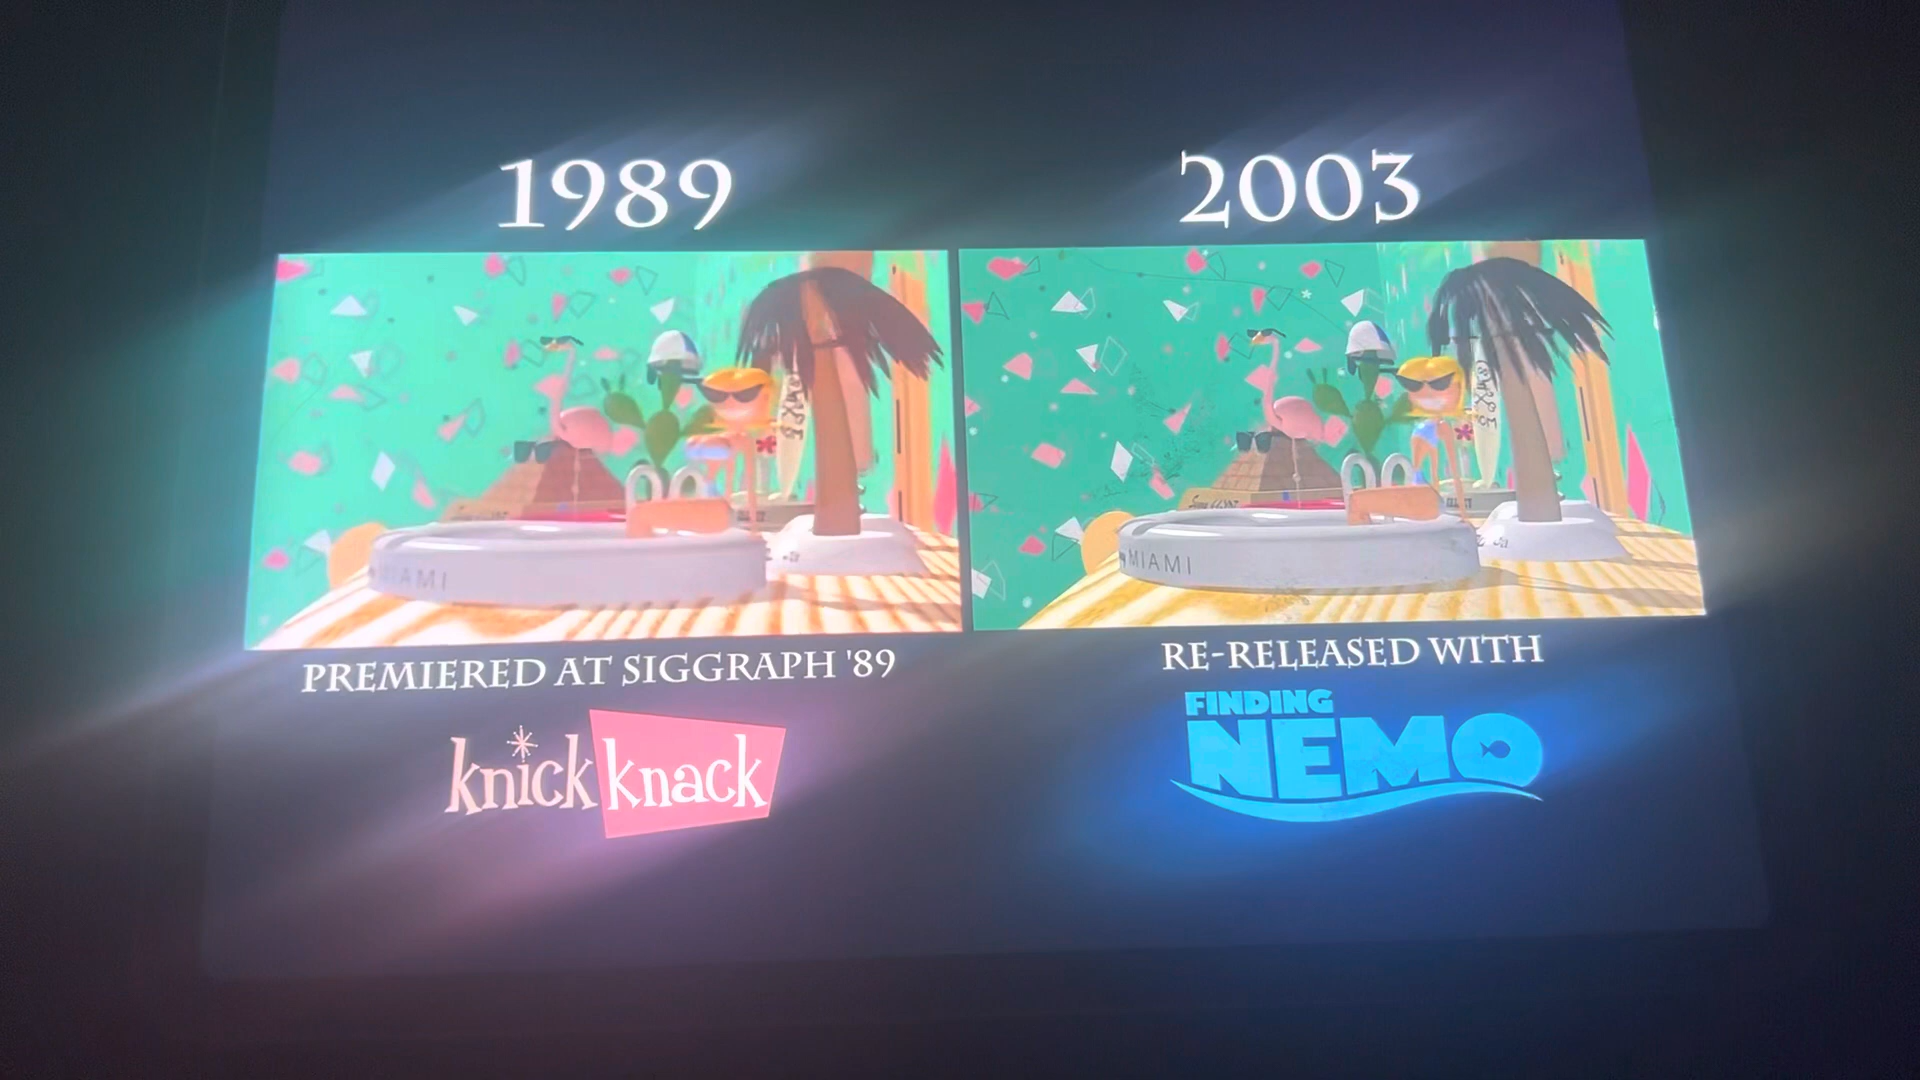 1989
2003
MIAMI
MIAMI
PREMIERED AT SIGGRAPH '89
RE-RELEASED WITH
knick knack
FINDING
NEMO